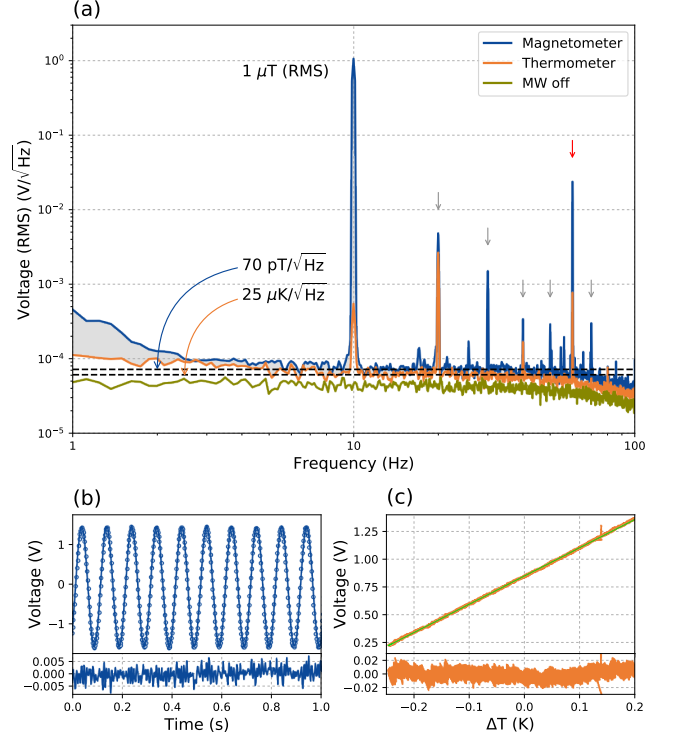 (a)
Voltage (RMS) (V/√Hz)
10⁰
10⁻¹
10⁻²
10⁻³
10⁻⁴
10⁻⁵
1 μT (RMS)
Magnetometer
Thermometer
MW off
70 pT/√Hz
25 μK/√Hz
1
10
100
Frequency (Hz)
(b)
Voltage (V)
1
0
−1
0.005
0.000
−0.005
0.0
0.2
0.4
0.6
0.8
1.0
Time (s)
(c)
Voltage (V)
1.25
1.00
0.75
0.50
0.25
0.02
0.00
−0.02
−0.2
−0.1
0.0
0.1
0.2
ΔT (K)